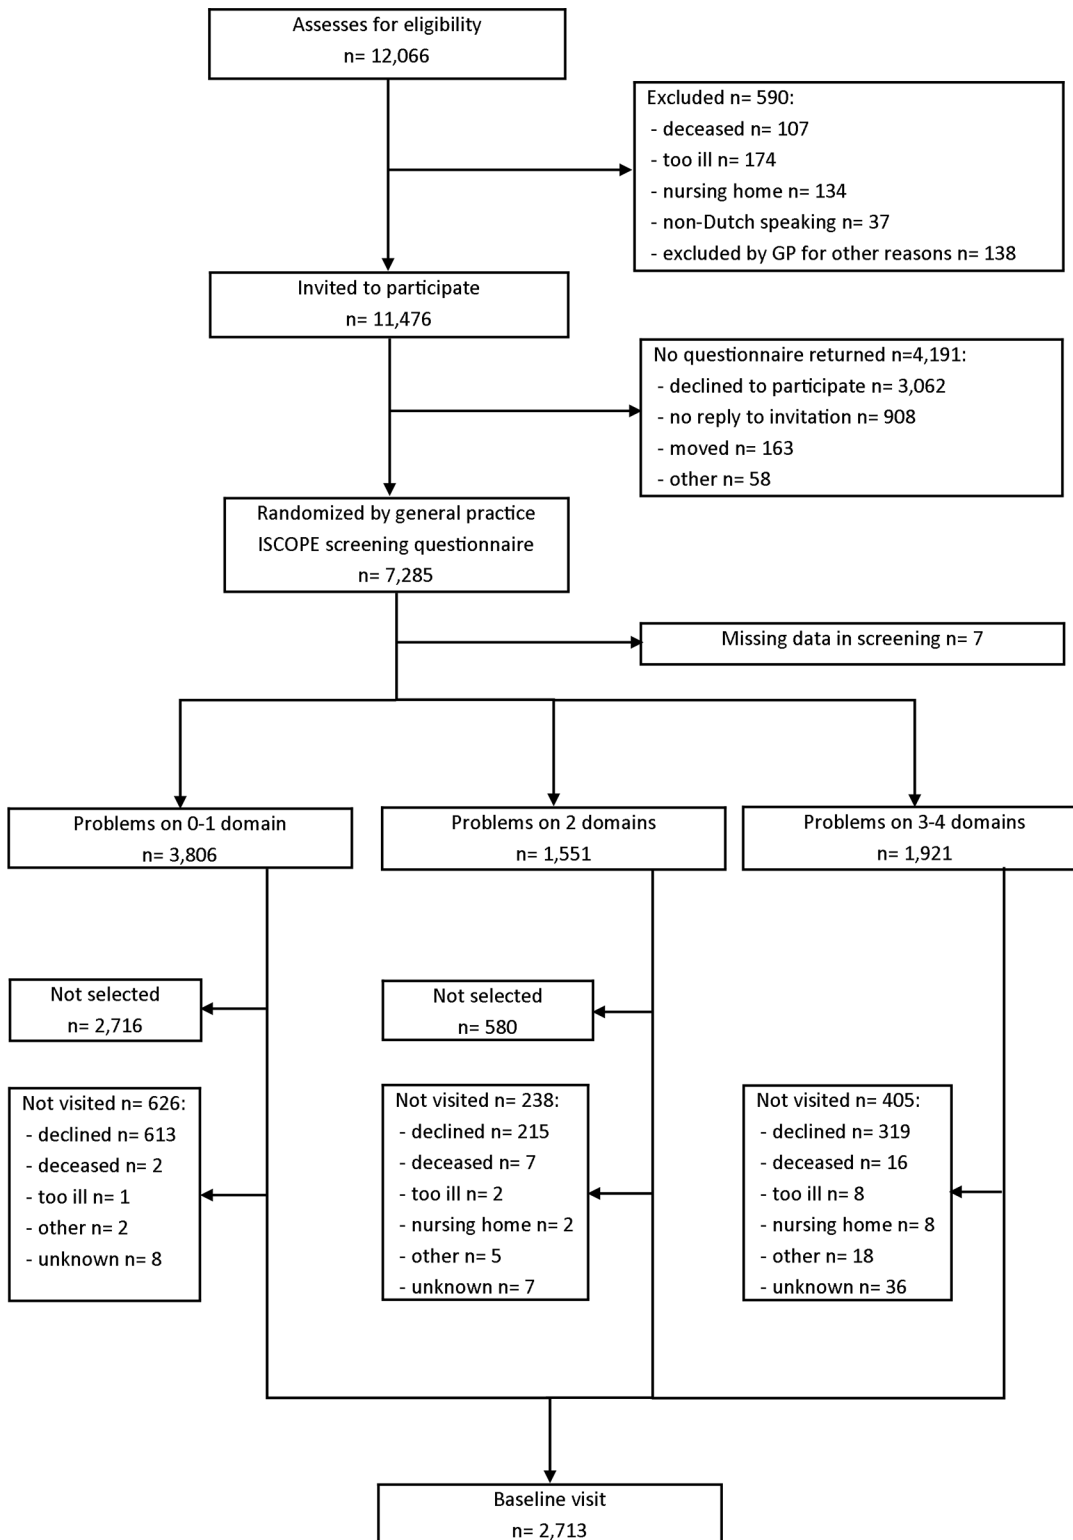 Assesses for eligibility
n= 12,066
Excluded n= 590:
- deceased n= 107
- too ill n= 174
- nursing home n= 134
- non-Dutch speaking n= 37
- excluded by GP for other reasons n= 138
Invited to participate
n= 11,476
No questionnaire returned n=4,191:
- declined to participate n= 3,062
- no reply to invitation n= 908
- moved n= 163
- other n= 58
Randomized by general practice
ISCOPE screening questionnaire
n= 7,285
Missing data in screening n= 7
Problems on 0-1 domain
n= 3,806
Problems on 2 domains
n= 1,551
Problems on 3-4 domains
n= 1,921
Not selected
n= 2,716
Not selected
n= 580
Not visited n= 626:
- declined n= 613
- deceased n= 2
- too ill n= 1
- other n= 2
- unknown n= 8
Not visited n= 238:
- declined n= 215
- deceased n= 7
- too ill n= 2
- nursing home n= 2
- other n= 5
- unknown n= 7
Not visited n= 405:
- declined n= 319
- deceased n= 16
- too ill n= 8
- nursing home n= 8
- other n= 18
- unknown n= 36
Baseline visit
n= 2,713